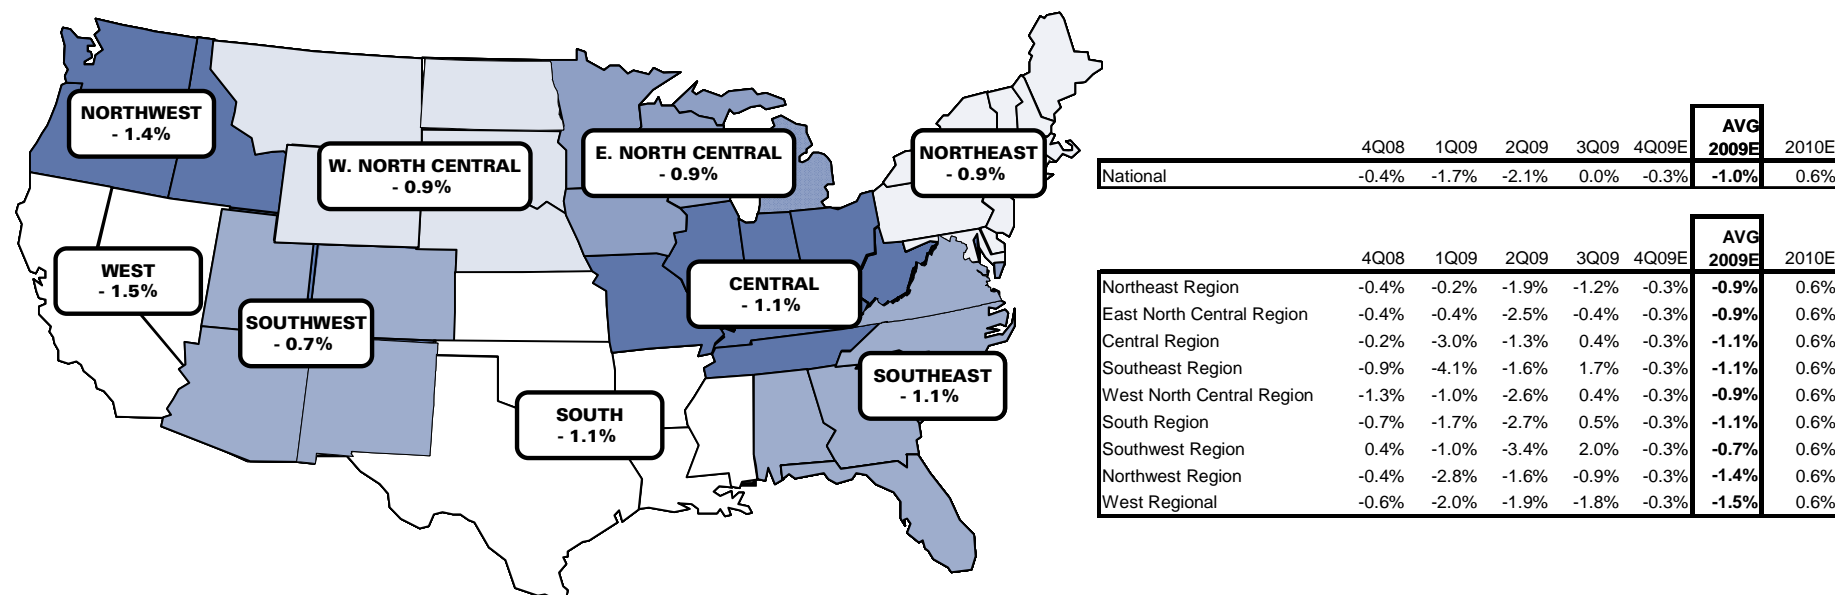 NORTHWEST
- 1.4%
W. NORTH CENTRAL
- 0.9%
E. NORTH CENTRAL
- 0.9%
NORTHEAST
- 0.9%
WEST
- 1.5%
CENTRAL
- 1.1%
SOUTHWEST
- 0.7%
SOUTHEAST
- 1.1%
SOUTH
- 1.1%
AVG
4Q08 1Q09 2Q09 3Q09 4Q09E 2009E 2010E
National -0.4% -1.7% -2.1% 0.0% -0.3% -1.0% 0.6%
AVG
4Q08 1Q09 2Q09 3Q09 4Q09E 2009E 2010E
Northeast Region -0.4% -0.2% -1.9% -1.2% -0.3% -0.9% 0.6%
East North Central Region -0.4% -0.4% -2.5% -0.4% -0.3% -0.9% 0.6%
Central Region -0.2% -3.0% -1.3% 0.4% -0.3% -1.1% 0.6%
Southeast Region -0.9% -4.1% -1.6% 1.7% -0.3% -1.1% 0.6%
West North Central Region -1.3% -1.0% -2.6% 0.4% -0.3% -0.9% 0.6%
South Region -0.7% -1.7% -2.7% 0.5% -0.3% -1.1% 0.6%
Southwest Region 0.4% -1.0% -3.4% 2.0% -0.3% -0.7% 0.6%
Northwest Region -0.4% -2.8% -1.6% -0.9% -0.3% -1.4% 0.6%
West Regional -0.6% -2.0% -1.9% -1.8% -0.3% -1.5% 0.6%